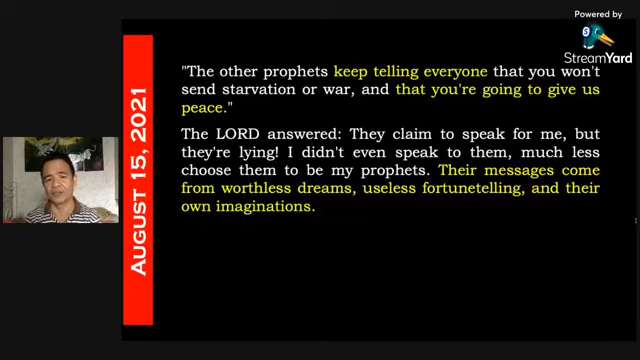 Powered by
StreamYard
AUGUST 15, 2021
"The other prophets keep telling everyone that you won't
send starvation or war, and that you're going to give us
peace."
The LORD answered: They claim to speak for me, but
they're lying! I didn't even speak to them, much less
choose them to be my prophets. Their messages come
from worthless dreams, useless fortunetelling, and their
own imaginations.